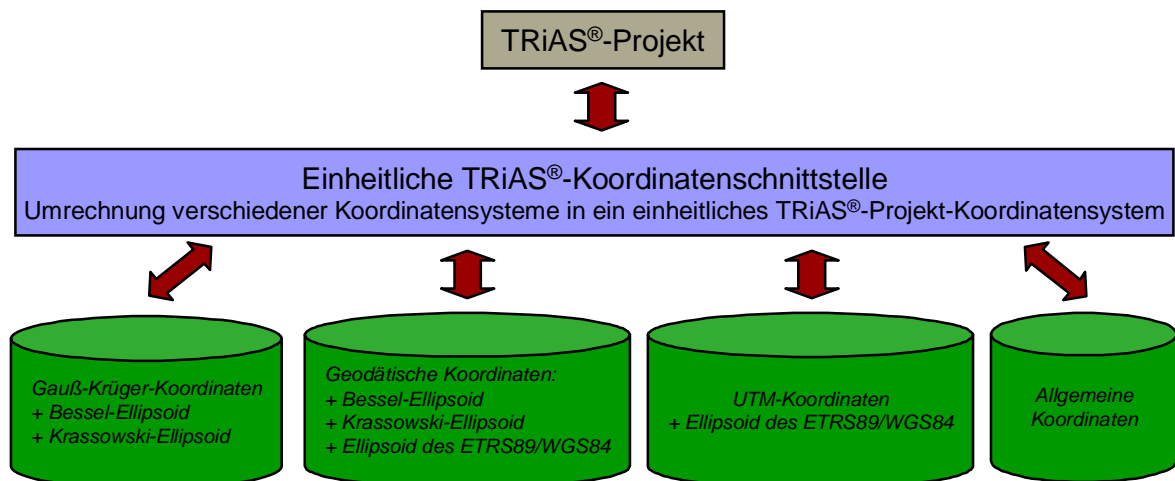 TRiAS®-Projekt
Einheitliche TRiAS®-Koordinatenschnittstelle
Umrechnung verschiedener Koordinatensysteme in ein einheitliches TRiAS®-Projekt-Koordinatensystem
Gauß-Krüger-Koordinaten
+ Bessel-Ellipsoid
+ Krassowski-Ellipsoid
Geodätische Koordinaten:
+ Bessel-Ellipsoid
+ Krassowski-Ellipsoid
+ Ellipsoid des ETRS89/WGS84
UTM-Koordinaten
+ Ellipsoid des ETRS89/WGS84
Allgemeine
Koordinaten